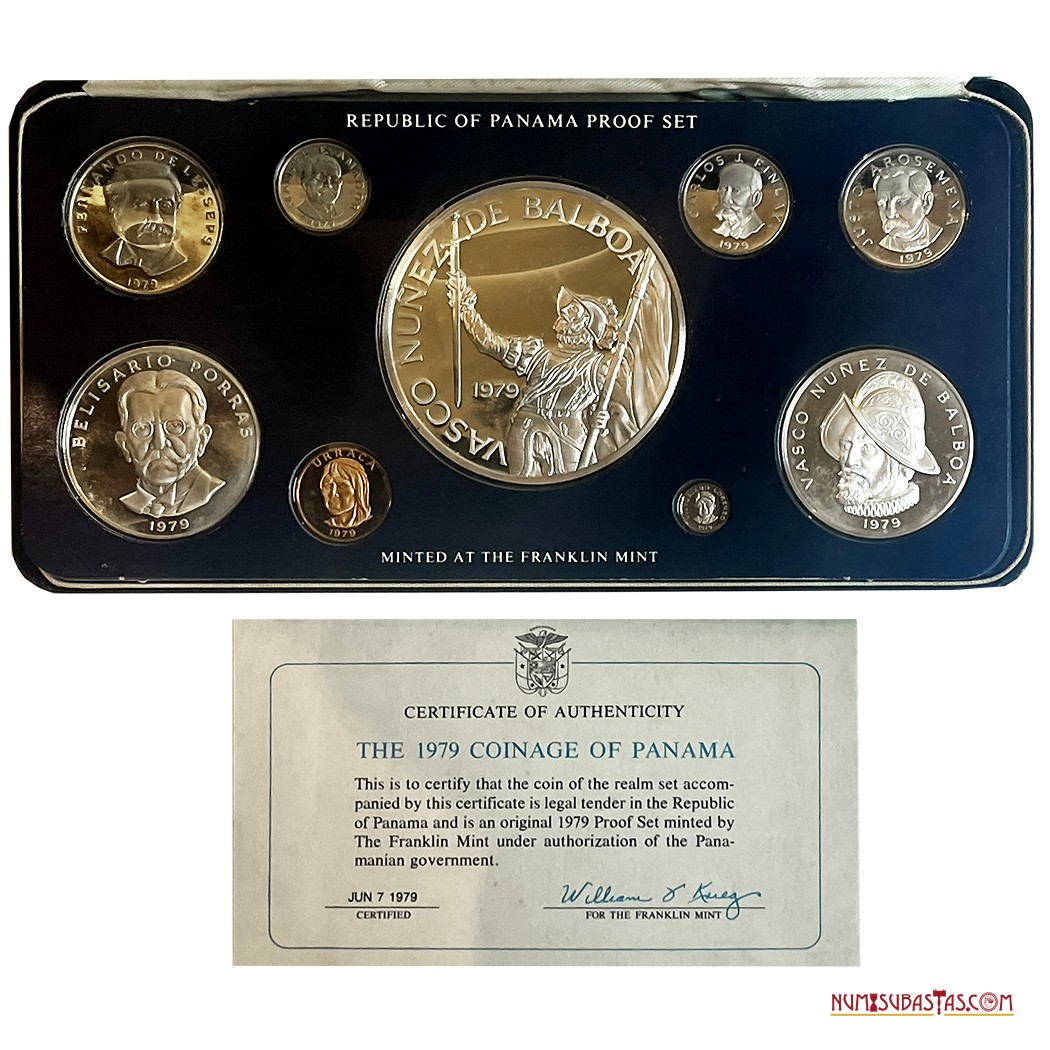 REPUBLIC OF PANAMA PROOF SET
FERNANDO DE LESSEPS
1979
CARLOS J. FINLAY
1979
JUSTO AROSEMENA
1979
VASCO NUÑEZ DE BALBOA
1979
BELISARIO PORRAS
1979
URRACA
1979
VASCO NUÑEZ DE BALBOA
1979
MINTED AT THE FRANKLIN MINT
CERTIFICATE OF AUTHENTICITY
THE 1979 COINAGE OF PANAMA
This is to certify that the coin of the realm set accom-
panied by this certificate is legal tender in the Republic
of Panama and is an original 1979 Proof Set minted by
The Franklin Mint under authorization of the Pana-
manian government.
JUN 7 1979
CERTIFIED
FOR THE FRANKLIN MINT
NUMISUBASTAS.COM